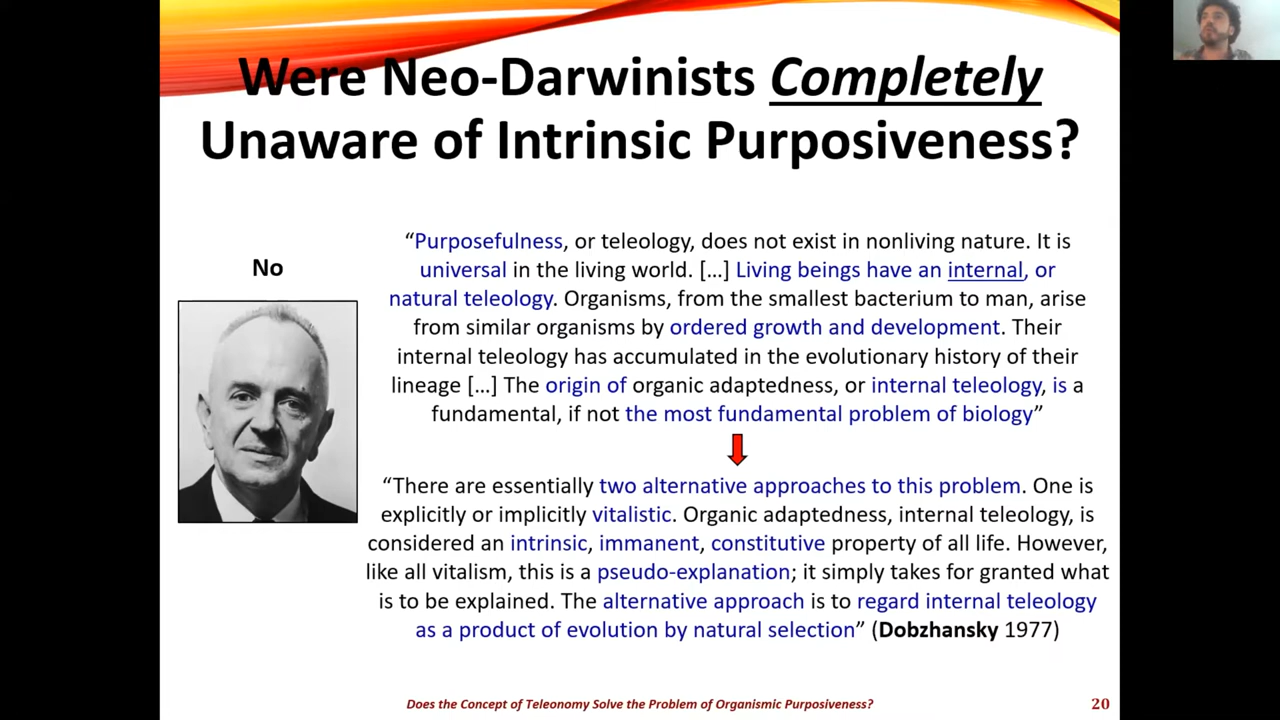 Were Neo-Darwinists Completely
Unaware of Intrinsic Purposiveness?
No
“Purposefulness, or teleology, does not exist in nonliving nature. It is
universal in the living world. [...] Living beings have an internal, or
natural teleology. Organisms, from the smallest bacterium to man, arise
from similar organisms by ordered growth and development. Their
internal teleology has accumulated in the evolutionary history of their
lineage [...] The origin of organic adaptedness, or internal teleology, is a
fundamental, if not the most fundamental problem of biology”
“There are essentially two alternative approaches to this problem. One is
explicitly or implicitly vitalistic. Organic adaptedness, internal teleology, is
considered an intrinsic, immanent, constitutive property of all life. However,
like all vitalism, this is a pseudo-explanation; it simply takes for granted what
is to be explained. The alternative approach is to regard internal teleology
as a product of evolution by natural selection” (Dobzhansky 1977)
Does the Concept of Teleonomy Solve the Problem of Organismic Purposiveness?
20